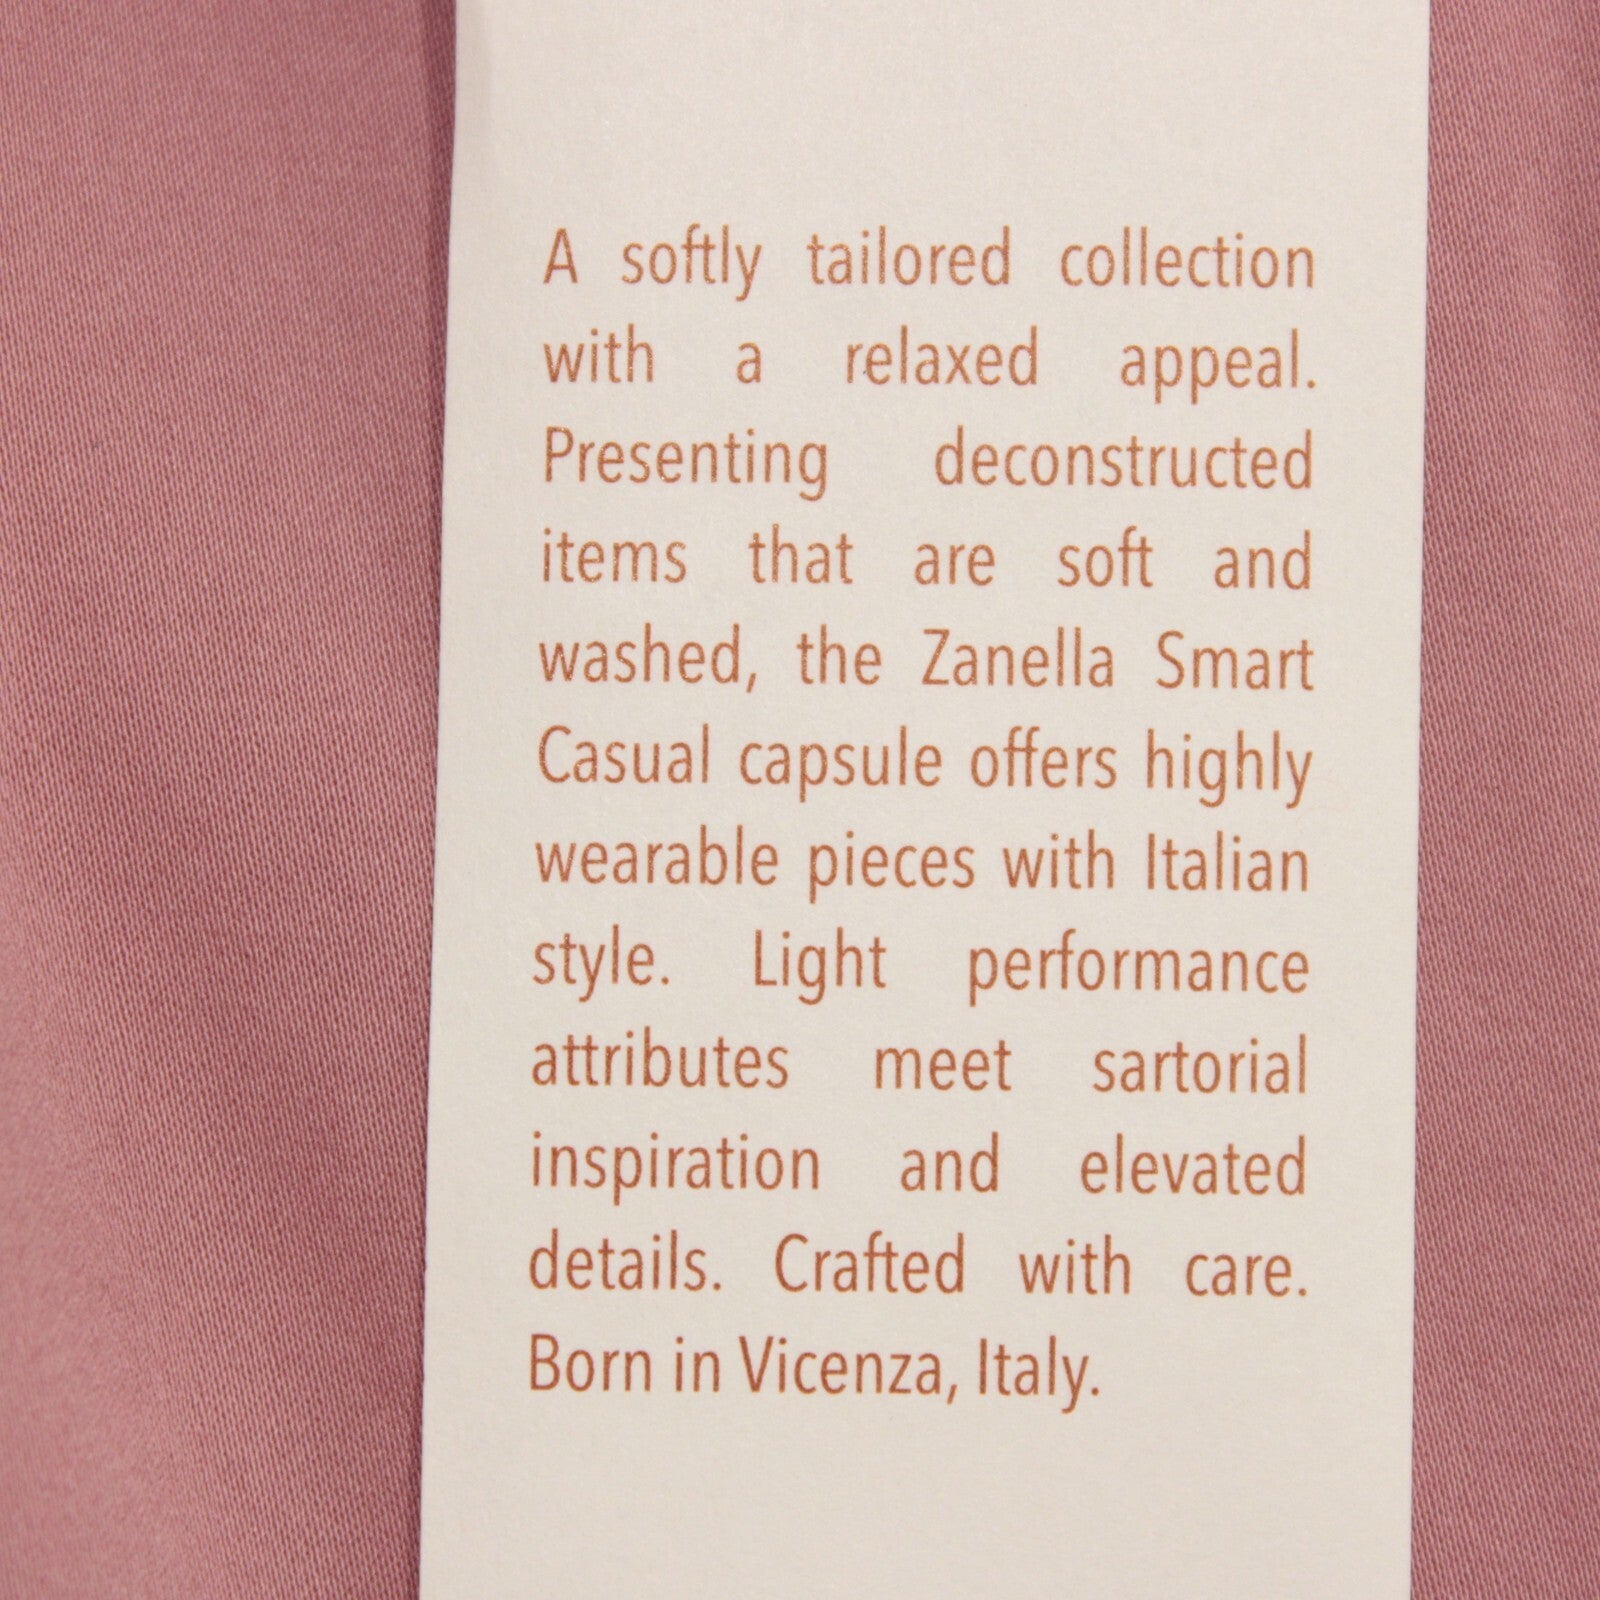 A softly tailored collection
with a relaxed appeal.
Presenting deconstructed
items that are soft and
washed, the Zanella Smart
Casual capsule offers highly
wearable pieces with Italian
style. Light performance
attributes meet sartorial
inspiration and elevated
details. Crafted with care.
Born in Vicenza, Italy.